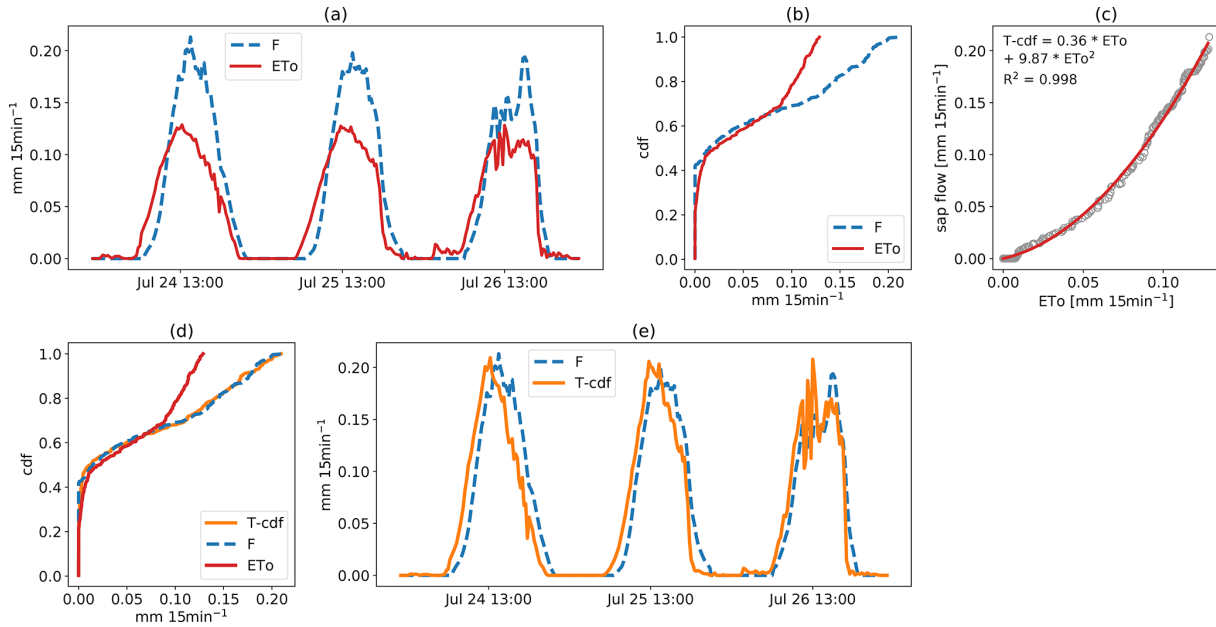 (a)
F
ETo
mm 15min⁻¹
0.20
0.15
0.10
0.05
0.00
Jul 24 13:00
Jul 25 13:00
Jul 26 13:00
(b)
cdf
1.0
0.8
0.6
0.4
0.2
0.0
F
ETo
0.00
0.05
0.10
0.15
0.20
mm 15min⁻¹
(c)
T-cdf = 0.36 * ETo
+ 9.87 * ETo²
R² = 0.998
sap flow [mm 15min⁻¹]
0.20
0.15
0.10
0.05
0.00
0.00
0.05
0.10
ETo [mm 15min⁻¹]
(d)
cdf
1.0
0.8
0.6
0.4
0.2
0.0
T-cdf
F
ETo
0.00
0.05
0.10
0.15
0.20
mm 15min⁻¹
(e)
F
T-cdf
mm 15min⁻¹
0.20
0.15
0.10
0.05
0.00
Jul 24 13:00
Jul 25 13:00
Jul 26 13:00